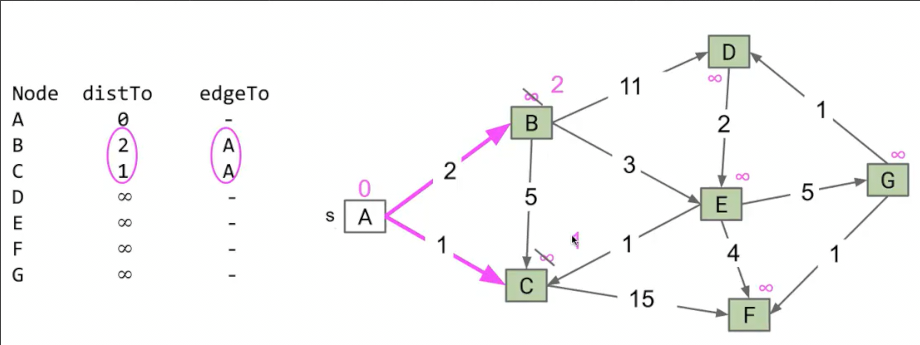 Node distTo edgeTo
A 0 -
B 2 A
C 1 A
D ∞ -
E ∞ -
F ∞ -
G ∞ -
D
∞
11
1
∞ 2
B
2
∞
3
∞
G
2
0
s A
5
E
∞
5
1
∞ 1
1
4
1
C
15
∞
F